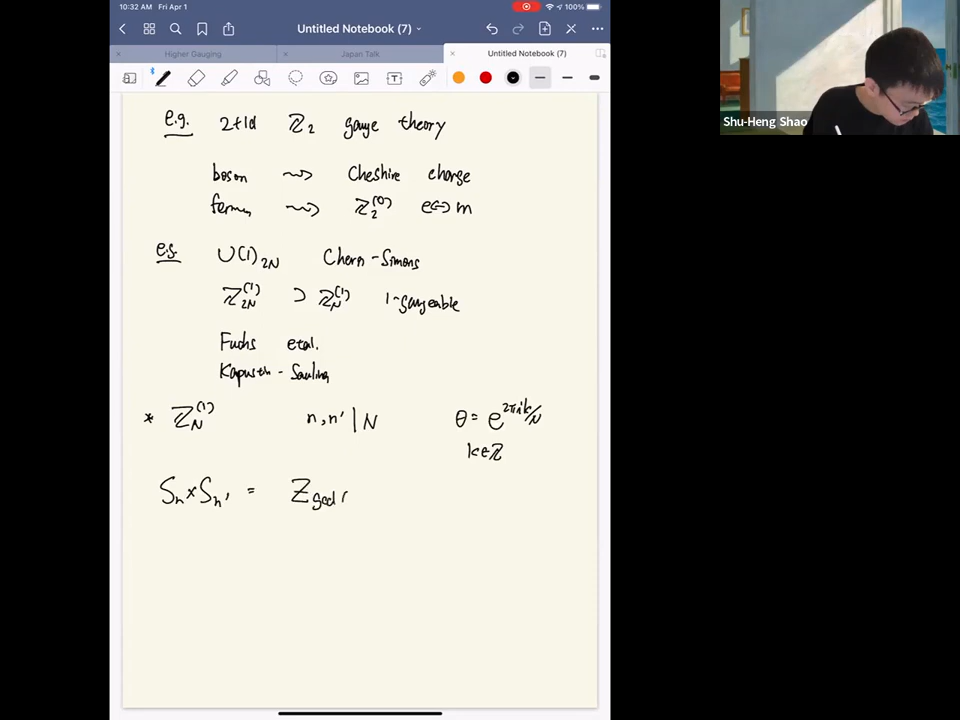 10:32 AM Fri Apr 1
100%
Untitled Notebook (7)
Higher Gauging
Japan Talk
Untitled Notebook (7)
Shu-Heng Shao
e.g. 2+1d ℤ₂ gauge theory
boson ⇝ Cheshire charge
fermion ⇝ ℤ₂⁽⁰⁾ e↔m
e.g. U(1)₂N Chern-Simons
ℤ₂N⁽¹⁾ ⊃ ℤN⁽¹⁾ 1-gaugeable
Fuchs et al.
Kapustin - Saulina
* ℤN⁽¹⁾ n, n' | N θ = e^{2πik/N}
k∈ℤ
Sn × Sn' = Zgcd(